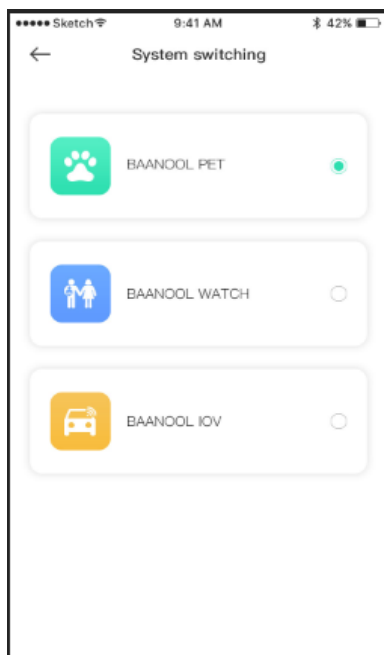 ●●●●● Sketch 9:41 AM 42%
System switching
BAANOOL PET
BAANOOL WATCH
BAANOOL IOV